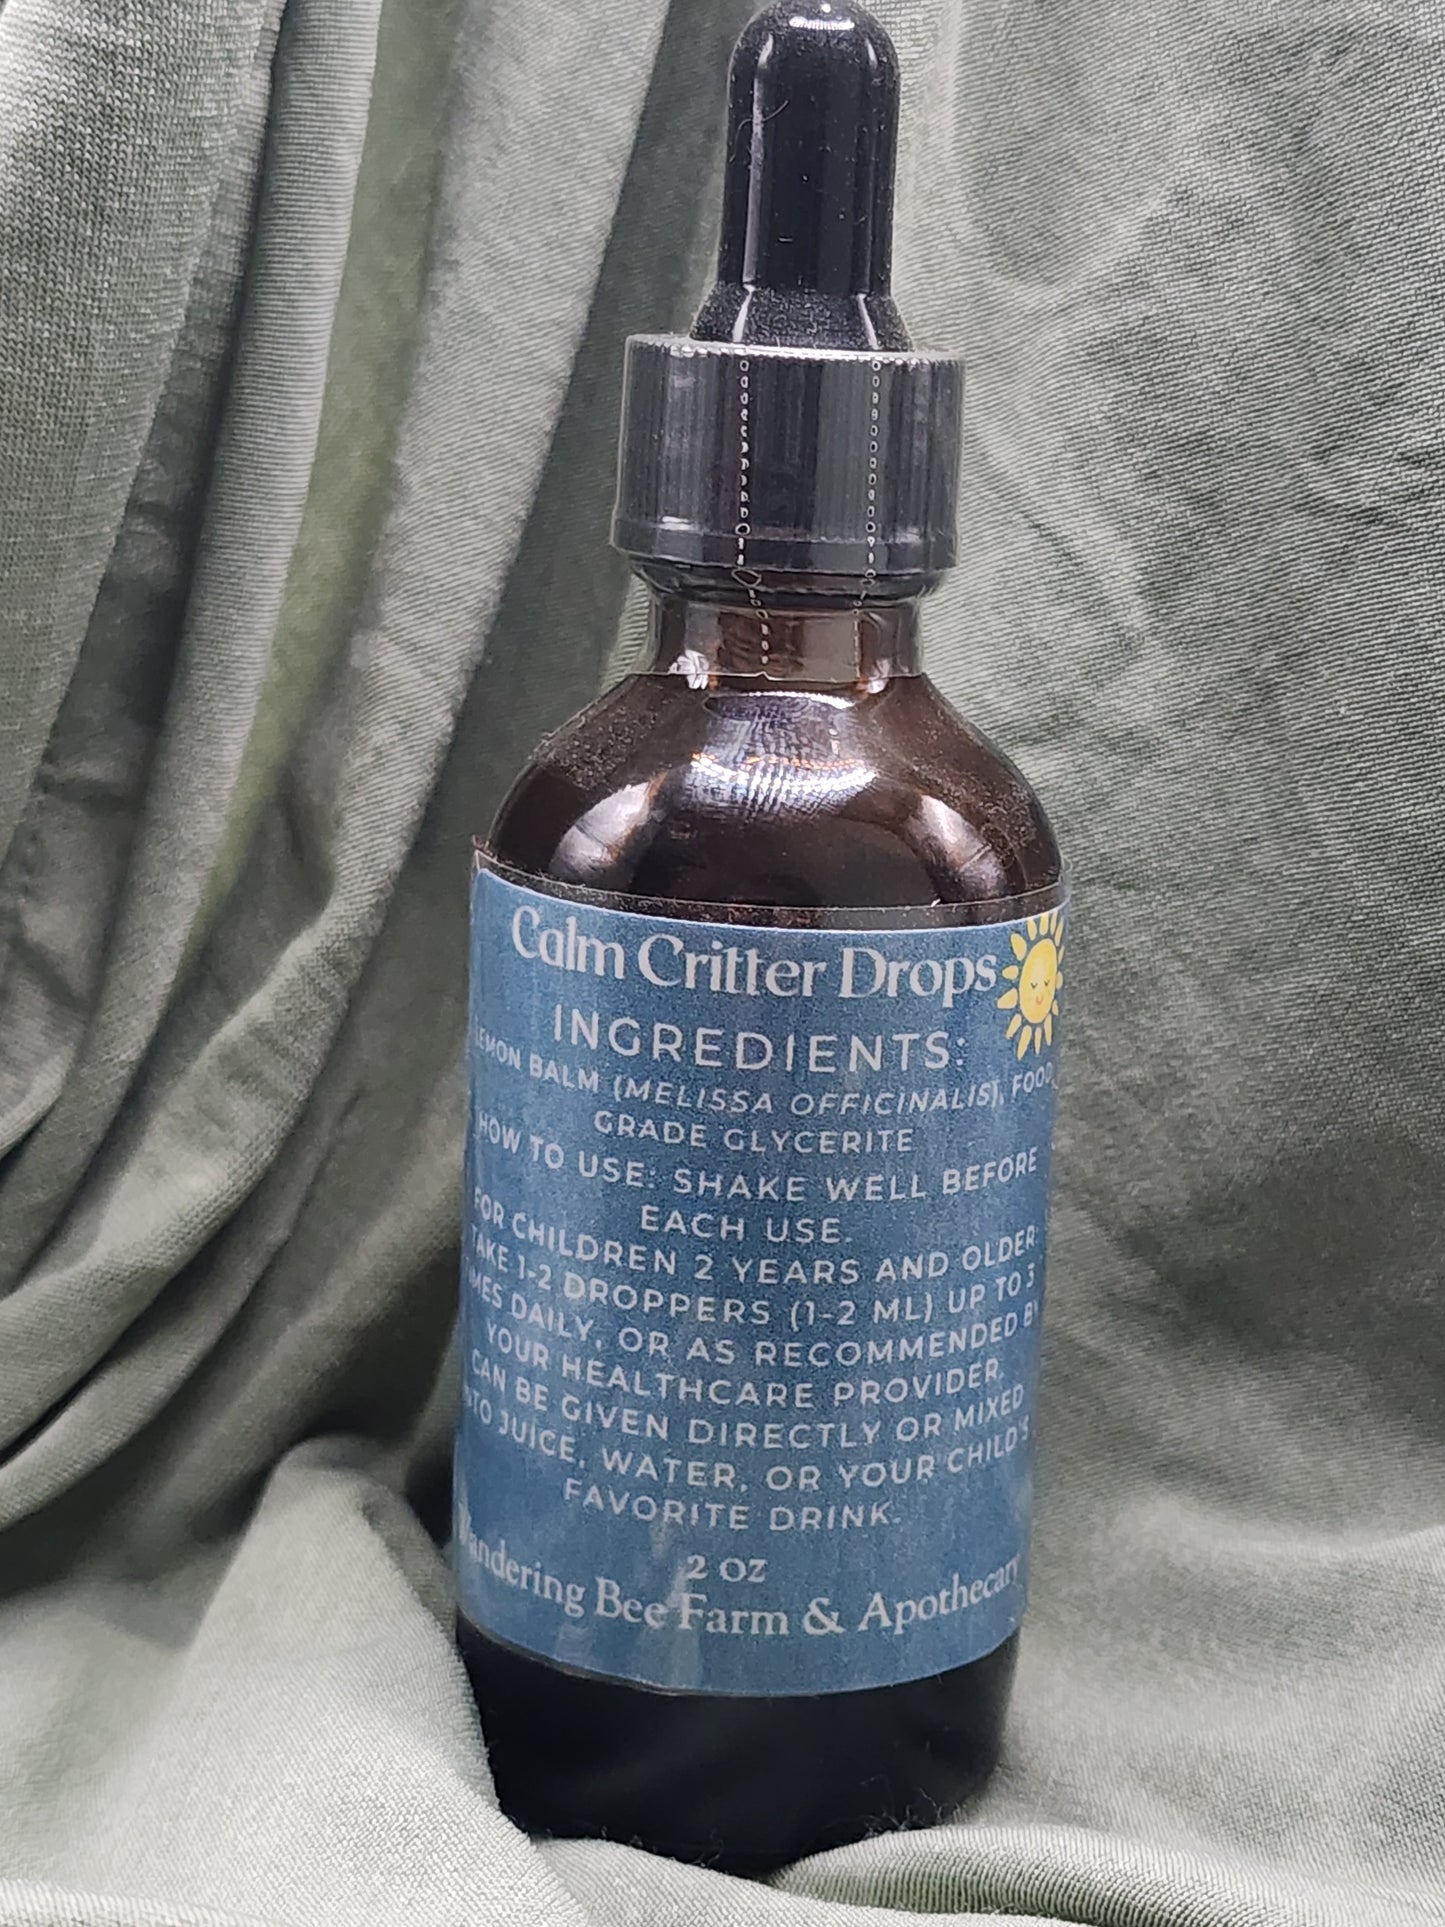 Calm Critter Drops
INGREDIENTS:
LEMON BALM (MELISSA OFFICINALIS), FOOD
GRADE GLYCERITE
HOW TO USE: SHAKE WELL BEFORE
EACH USE.
FOR CHILDREN 2 YEARS AND OLDER:
TAKE 1-2 DROPPERS (1-2 ML) UP TO 3
TIMES DAILY, OR AS RECOMMENDED BY
YOUR HEALTHCARE PROVIDER.
CAN BE GIVEN DIRECTLY OR MIXED
INTO JUICE, WATER, OR YOUR CHILD'S
FAVORITE DRINK.
2 OZ
Wandering Bee Farm & Apothecary